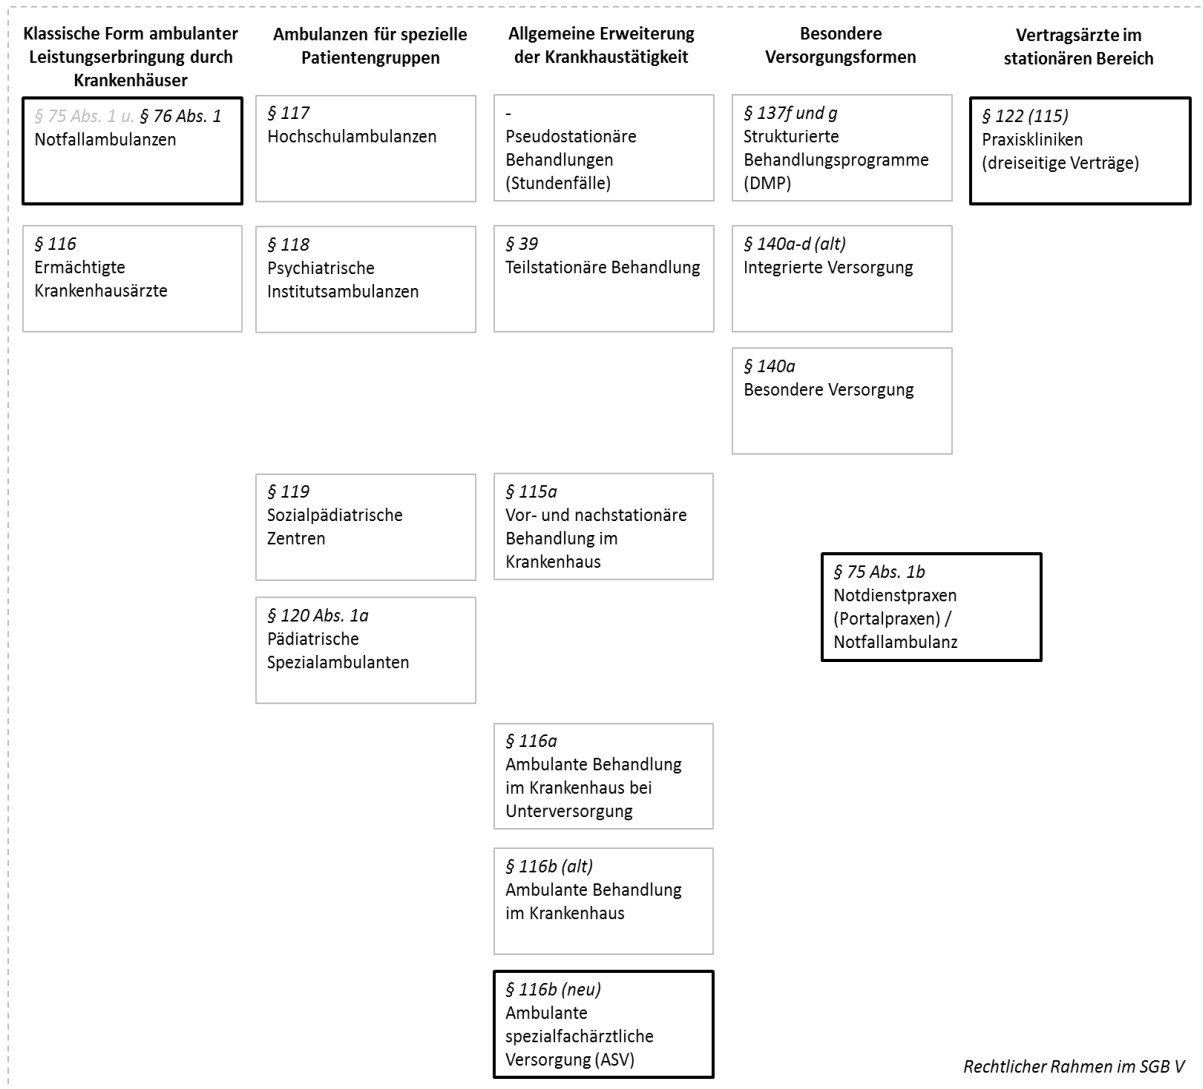 Klassische Form ambulanter
Leistungserbringung durch
Krankenhäuser
§ 75 Abs. 1 u. § 76 Abs. 1
Notfallambulanzen
§ 116
Ermächtigte
Krankenhausärzte
Ambulanzen für spezielle
Patientengruppen
§ 117
Hochschulambulanzen
§ 118
Psychiatrische
Institutsambulanzen
§ 119
Sozialpädiatrische
Zentren
§ 120 Abs. 1a
Pädiatrische
Spezialambulanten
Allgemeine Erweiterung
der Krankhaustätigkeit
-
Pseudostationäre
Behandlungen
(Stundenfälle)
§ 39
Teilstationäre Behandlung
§ 115a
Vor- und nachstationäre
Behandlung im
Krankenhaus
§ 116a
Ambulante Behandlung
im Krankenhaus bei
Unterversorgung
§ 116b (alt)
Ambulante Behandlung
im Krankenhaus
§ 116b (neu)
Ambulante
spezialfachärztliche
Versorgung (ASV)
Besondere
Versorgungsformen
§ 137f und g
Strukturierte
Behandlungsprogramme
(DMP)
§ 140a-d (alt)
Integrierte Versorgung
§ 140a
Besondere Versorgung
§ 75 Abs. 1b
Notdienstpraxen
(Portalpraxen) /
Notfallambulanz
Vertragsärzte im
stationären Bereich
§ 122 (115)
Praxiskliniken
(dreiseitige Verträge)
Rechtlicher Rahmen im SGB V